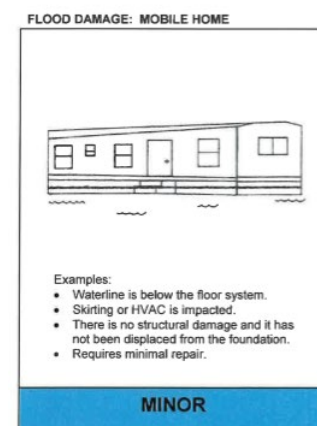 FLOOD DAMAGE: MOBILE HOME
Examples:
• Waterline is below the floor system.
• Skirting or HVAC is impacted.
• There is no structural damage and it has
not been displaced from the foundation.
• Requires minimal repair.
MINOR